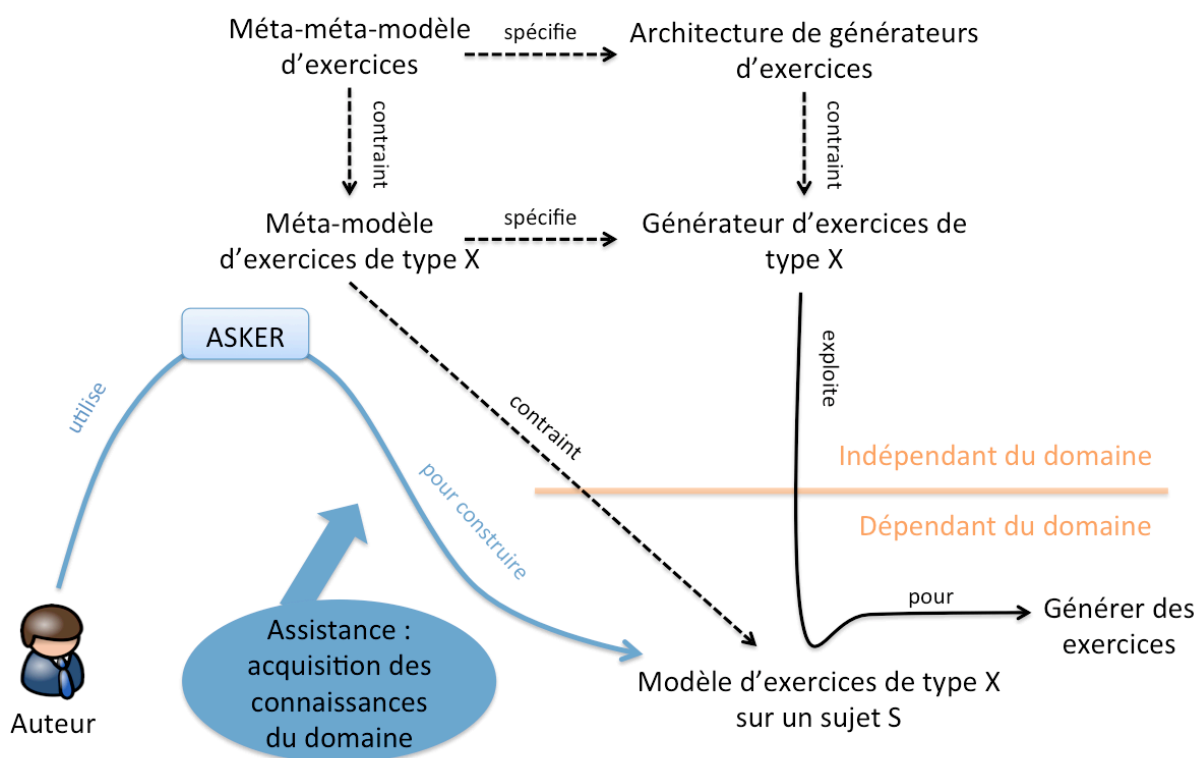 Méta-méta-modèle
d’exercices
spécifie
Architecture de générateurs
d’exercices
contraint
contraint
Méta-modèle
d’exercices de type X
spécifie
Générateur d’exercices de
type X
ASKER
utilise
exploite
contraint
pour construire
Indépendant du domaine
Dépendant du domaine
pour
Générer des
exercices
Assistance :
acquisition des
connaissances
du domaine
Auteur
Modèle d’exercices de type X
sur un sujet S